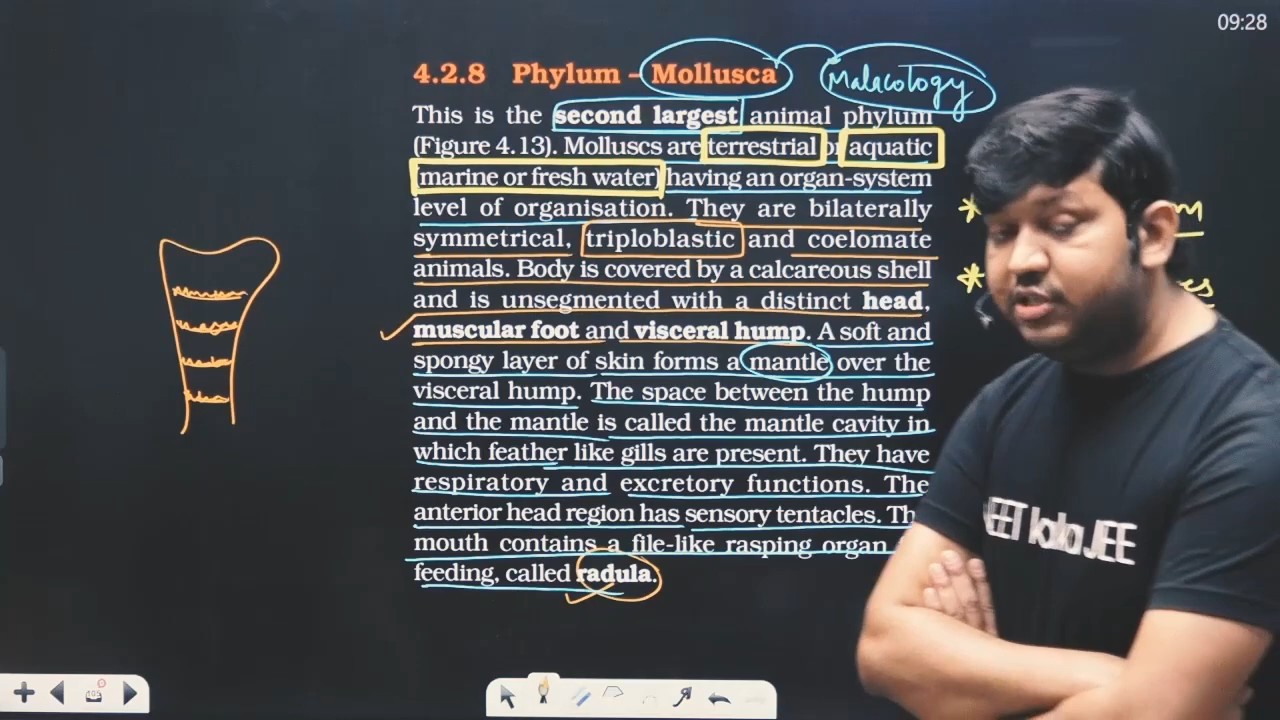 09:28
4.2.8 Phylum – Mollusca
Malacology
This is the second largest animal phylum
(Figure 4.13). Molluscs are terrestrial or aquatic
(marine or fresh water) having an organ-system
level of organisation. They are bilaterally
symmetrical, triploblastic and coelomate
animals. Body is covered by a calcareous shell
and is unsegmented with a distinct head,
muscular foot and visceral hump. A soft and
spongy layer of skin forms a mantle over the
visceral hump. The space between the hump
and the mantle is called the mantle cavity in
which feather like gills are present. They have
respiratory and excretory functions. The
anterior head region has sensory tentacles. Th
mouth contains a file-like rasping organ
feeding, called radula.
NEET Kaka JEE
105